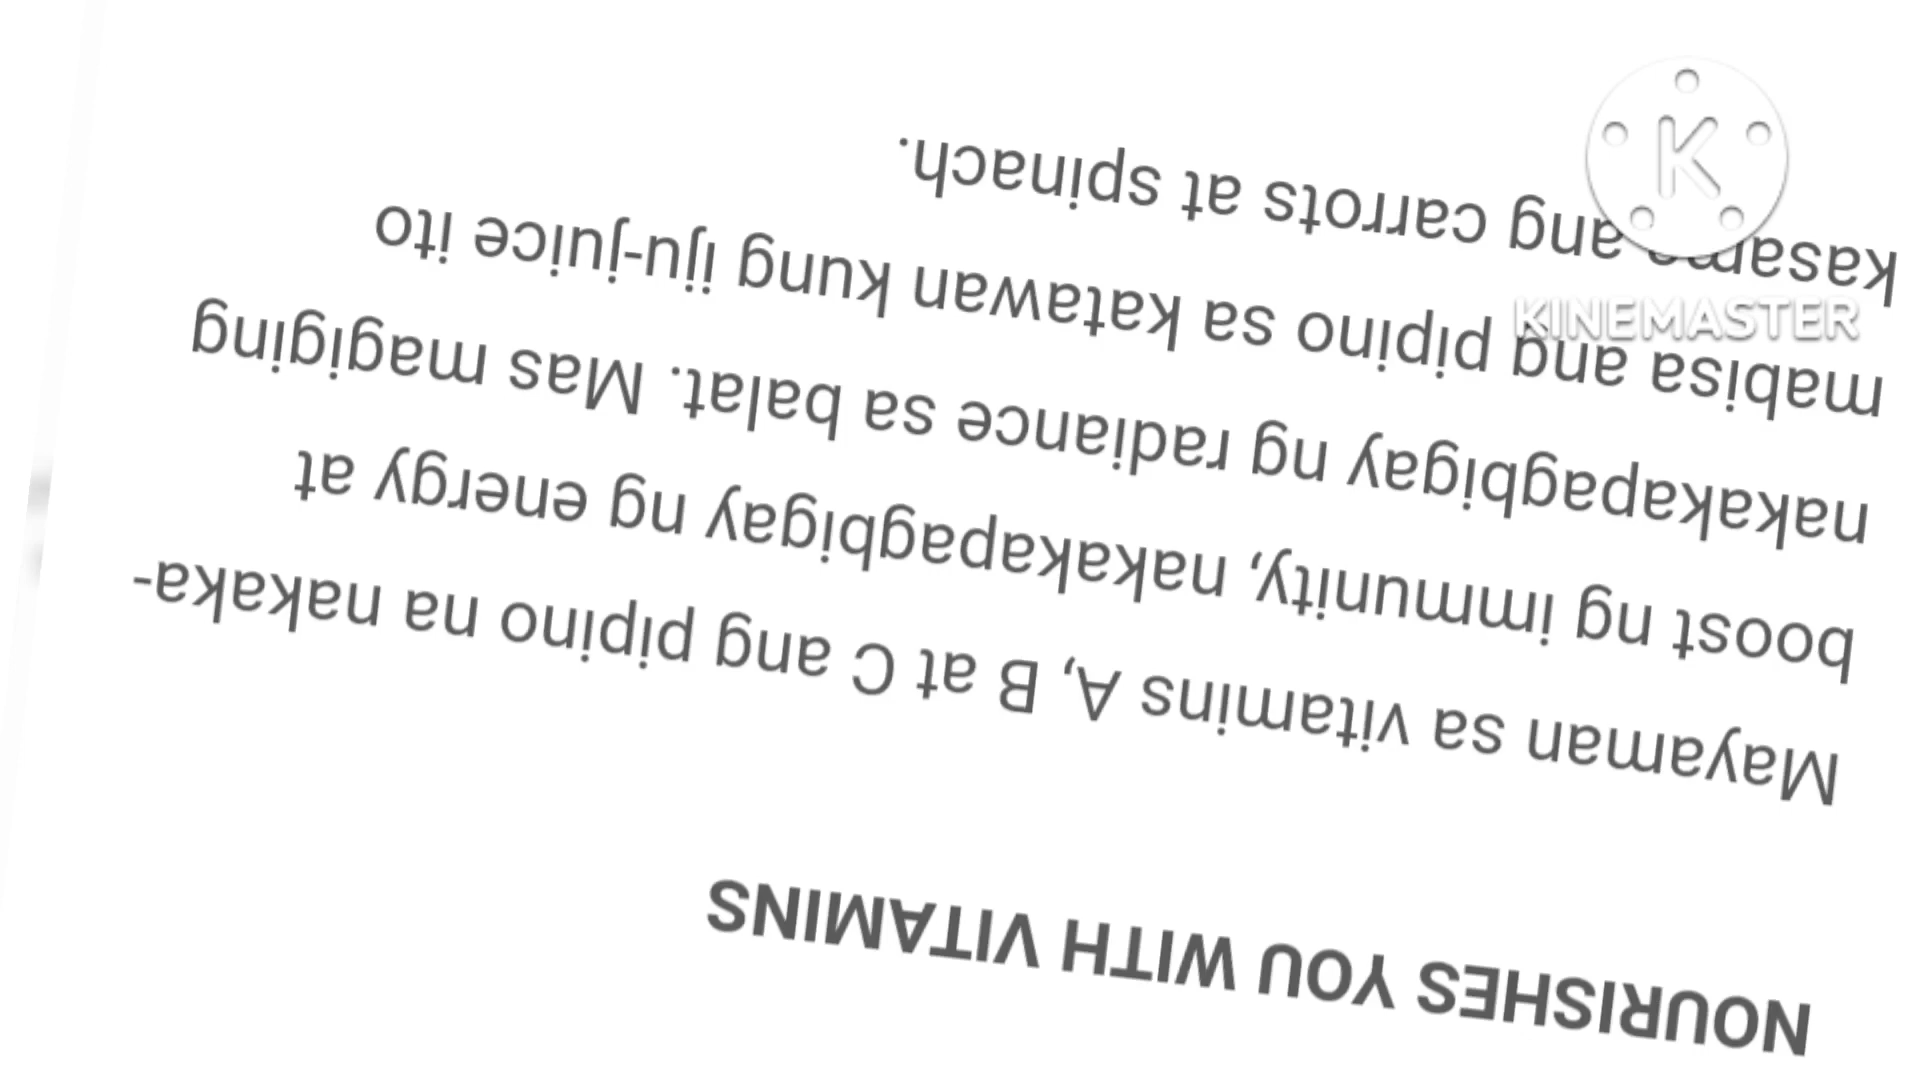 NOURISHES YOU WITH VITAMINS
Mayaman sa vitamins A, B at C ang pipino na nakaka-
boost ng immunity, nakakapagbigay ng energy at
nakakapagbigay ng radiance sa balat. Mas magiging
mabisa ang pipino sa katawan kung iju-juice ito
kasama ang carrots at spinach.
K
KINEMASTER